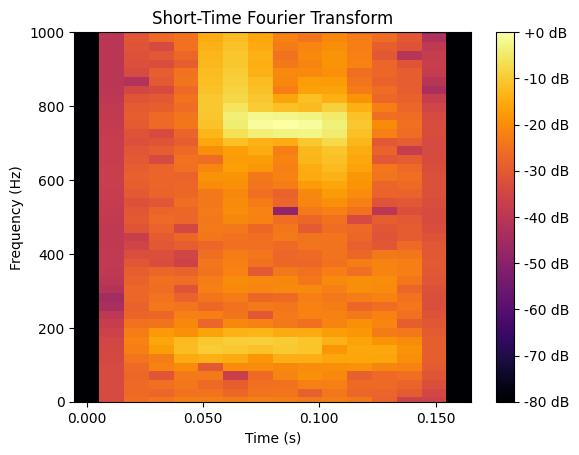 Short-Time Fourier Transform
1000
800
600
400
200
0
Frequency (Hz)
0.000
0.050
0.100
0.150
Time (s)
+0 dB
-10 dB
-20 dB
-30 dB
-40 dB
-50 dB
-60 dB
-70 dB
-80 dB